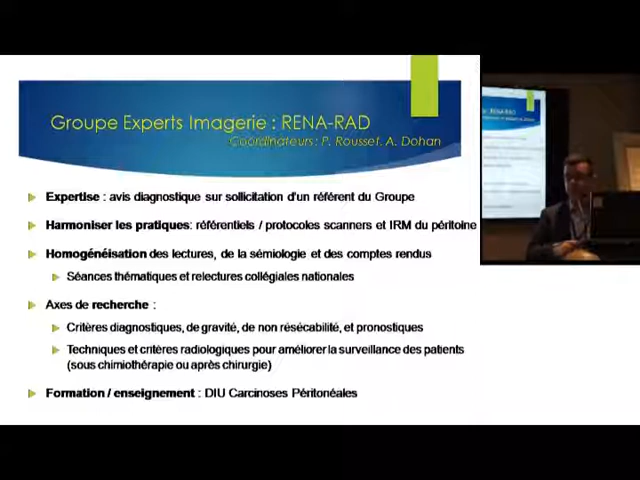 Groupe Experts Imagerie : RENA-RAD
Coordinateurs : P. Rousset. A. Dohan
Expertise : avis diagnostique sur sollicitation d'un référent du Groupe
Harmoniser les pratiques: référentiels / protocoles scanners et IRM du péritoine
Homogénéisation des lectures, de la sémiologie et des comptes rendus
Séances thématiques et relectures collégiales nationales
Axes de recherche :
Critères diagnostiques, de gravité, de non résécabilité, et pronostiques
Techniques et critères radiologiques pour améliorer la surveillance des patients
(sous chimiothérapie ou après chirurgie)
Formation / enseignement : DIU Carcinoses Péritonéales